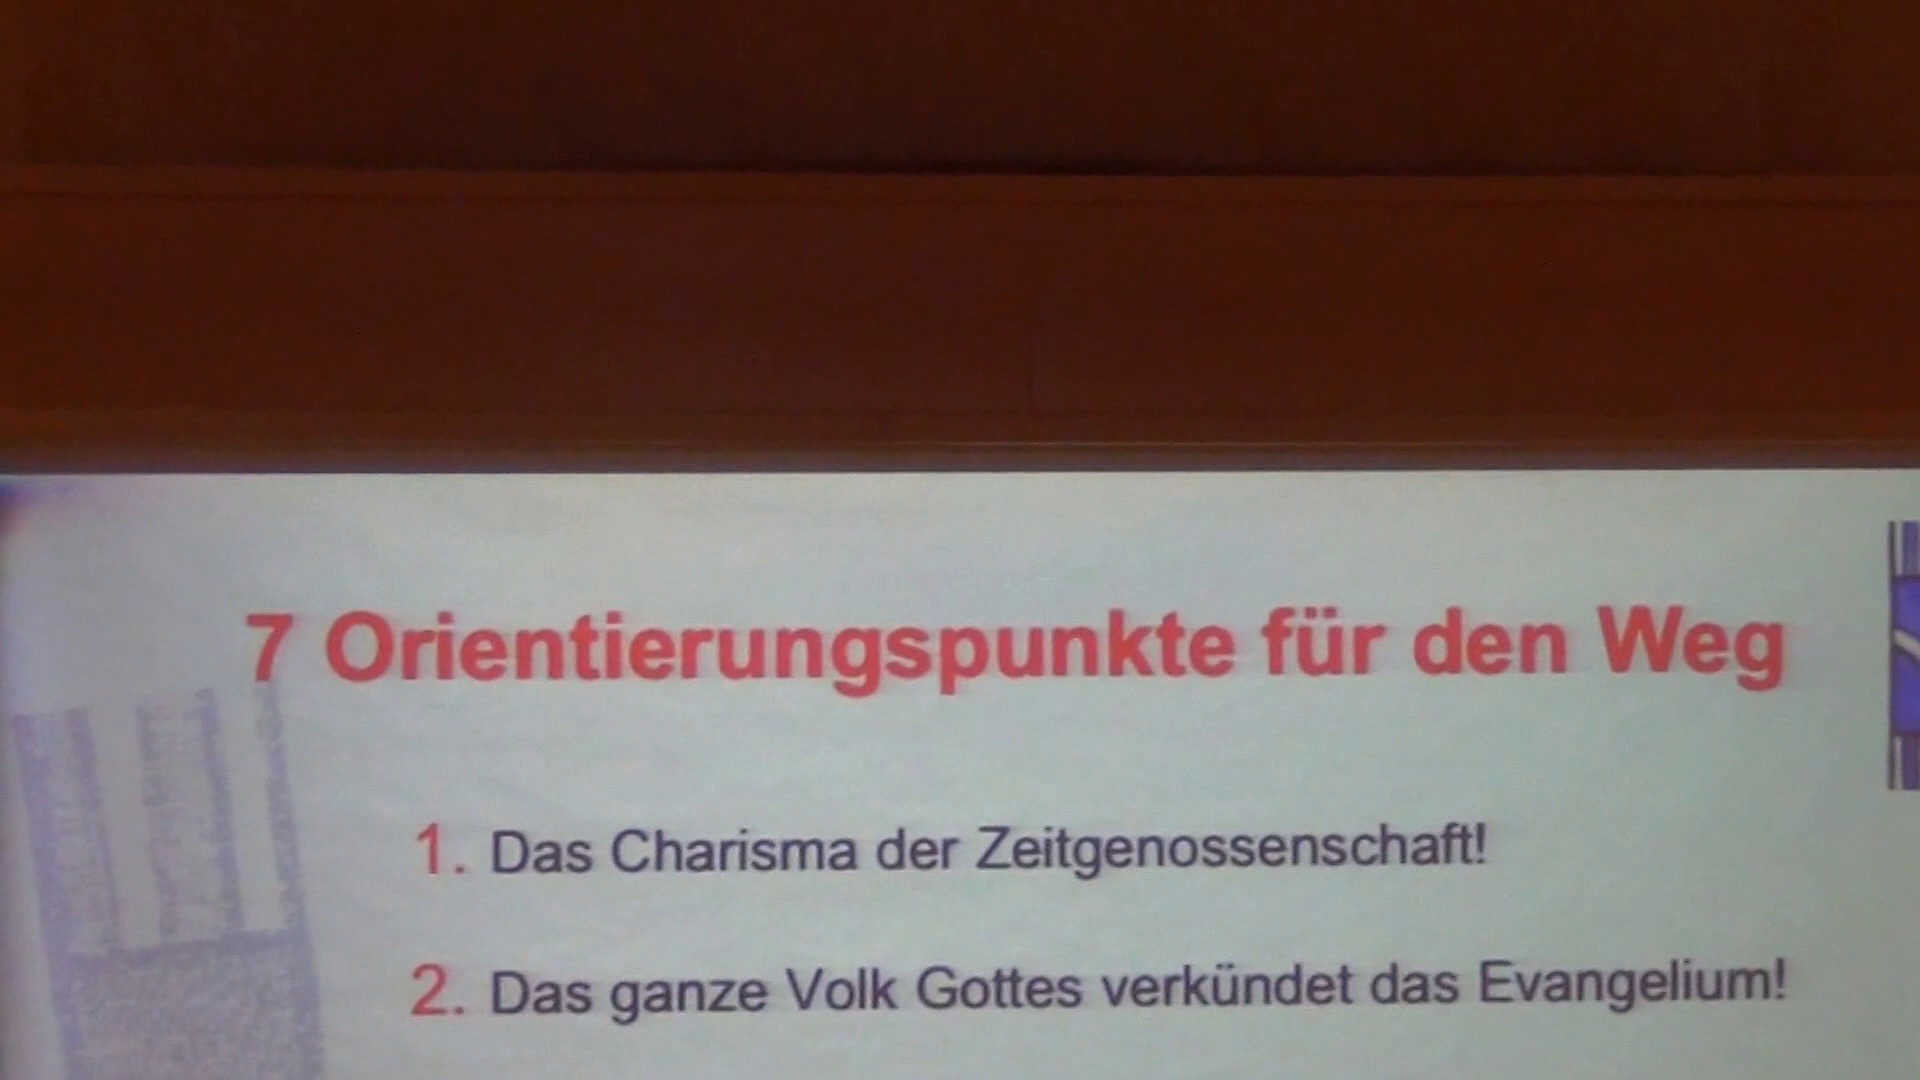 7 Orientierungspunkte für den Weg
1. Das Charisma der Zeitgenossenschaft!
2. Das ganze Volk Gottes verkündet das Evangelium!